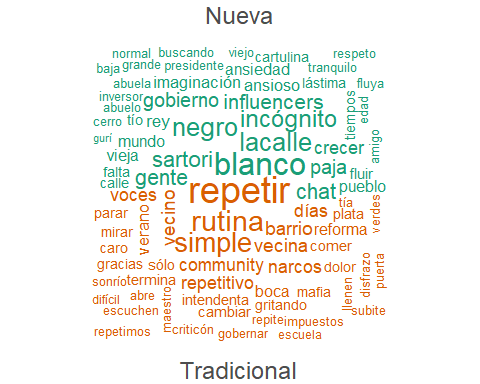 Nueva
normal buscando viejo cartulina respeto
baja grande presidente ansiedad tranquilo
abuela imaginación ansioso lástima fluya
inversor gobierno influencers tiempos edad
abuelo tío rey negro incógnito
cerro mundo lacalle crecer amigo
gurí vieja sartori blanco paja fluir
falta gente chat pueblo
calle
voces vecino repetir días tía verdes
parar verano rutina barrio plata reforma
mirar simple vecina comer
caro
gracias sólo community narcos dolor disfrazo puerta
sonrío termina repetitivo boca mafia llenen
difícil abre maestro intendenta gritando subite
escuchen cambiar repite impuestos
repetimos criticón gobernar escuela
Tradicional